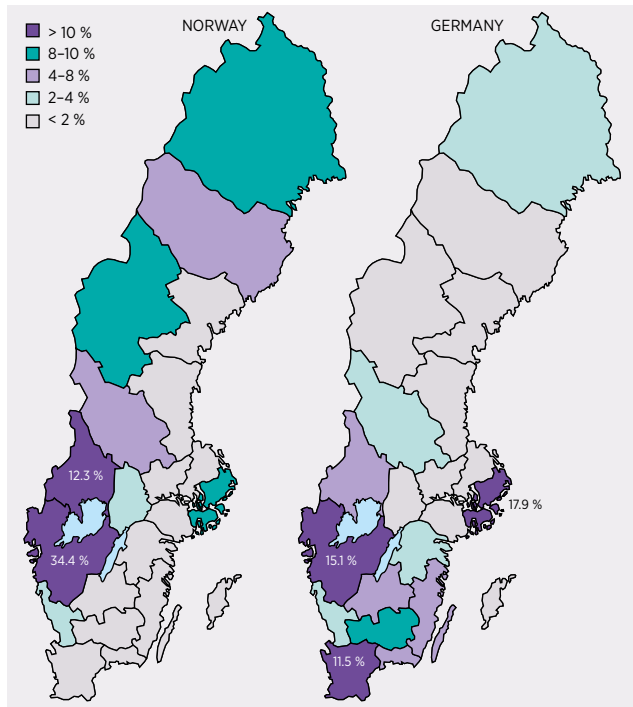 NORWAY
GERMANY
> 10 %
8–10 %
4–8 %
2–4 %
< 2 %
12.3 %
34.4 %
17.9 %
15.1 %
11.5 %